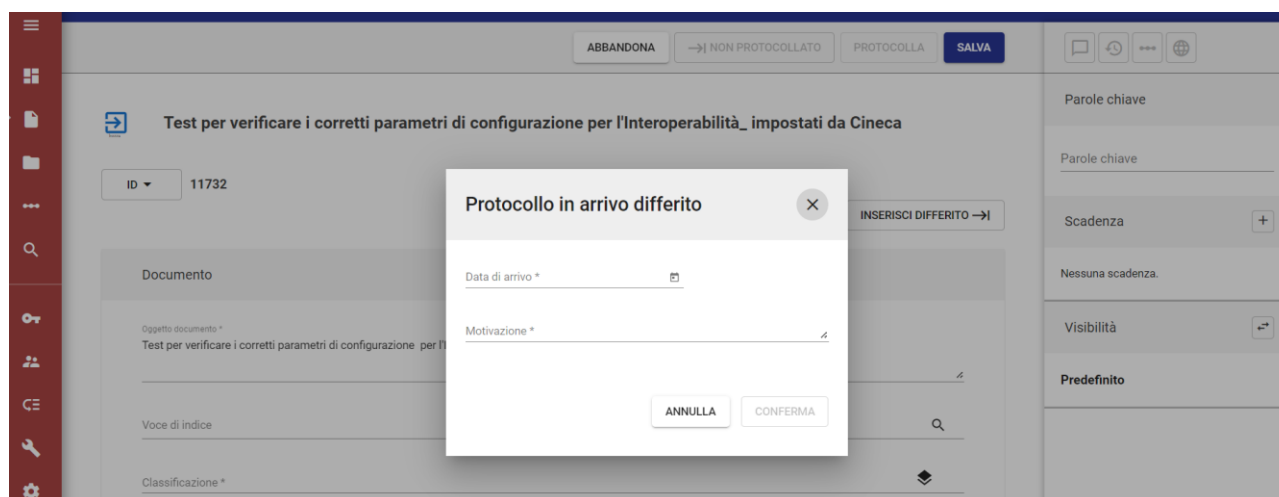 ABBANDONA
NON PROTOCOLLATO
PROTOCOLLA
SALVA
Test per verificare i corretti parametri di configurazione per l'Interoperabilità_ impostati da Cineca
ID
11732
Protocollo in arrivo differito
INSERISCI DIFFERITO
Documento
Data di arrivo *
Oggetto documento *
Test per verificare i corretti parametri di configurazione per l'I
Motivazione *
ANNULLA
CONFERMA
Voce di indice
Classificazione *
Parole chiave
Parole chiave
Scadenza
Nessuna scadenza.
Visibilità
Predefinito